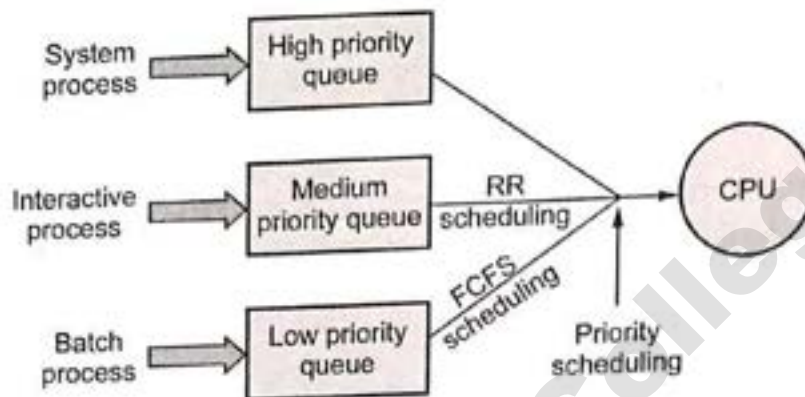 System
process
High priority
queue
Interactive
process
Medium
priority queue
RR
scheduling
CPU
FCFS
scheduling
Batch
process
Low priority
queue
Priority
scheduling